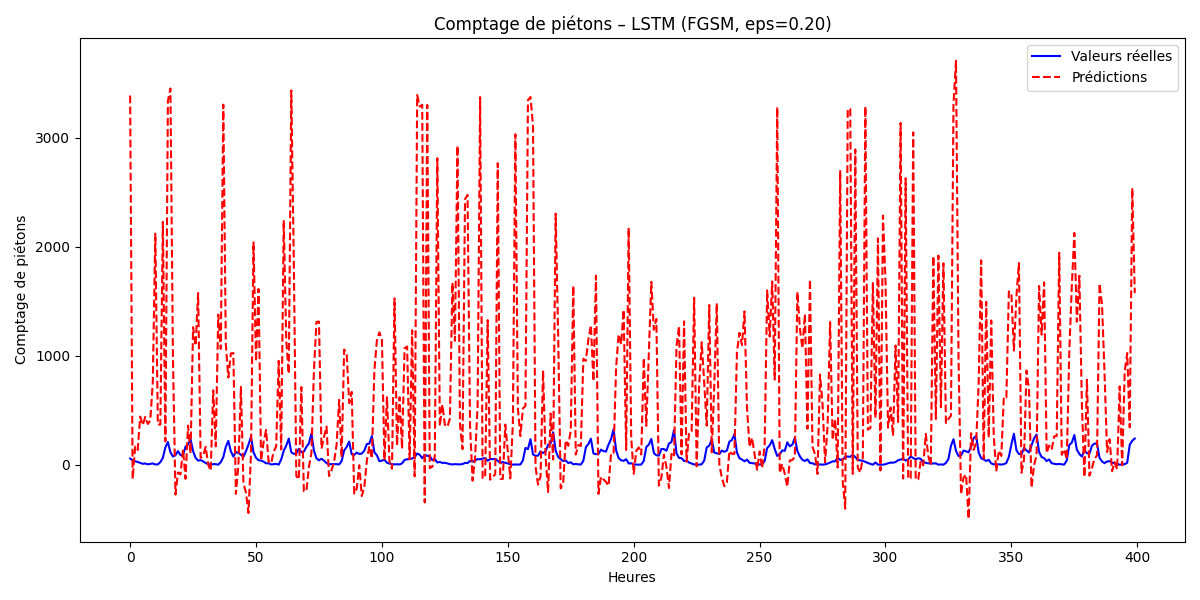 Comptage de piétons – LSTM (FGSM, eps=0.20)
Valeurs réelles
Prédictions
Comptage de piétons
3000
2000
1000
0
0 50 100 150 200 250 300 350 400
Heures